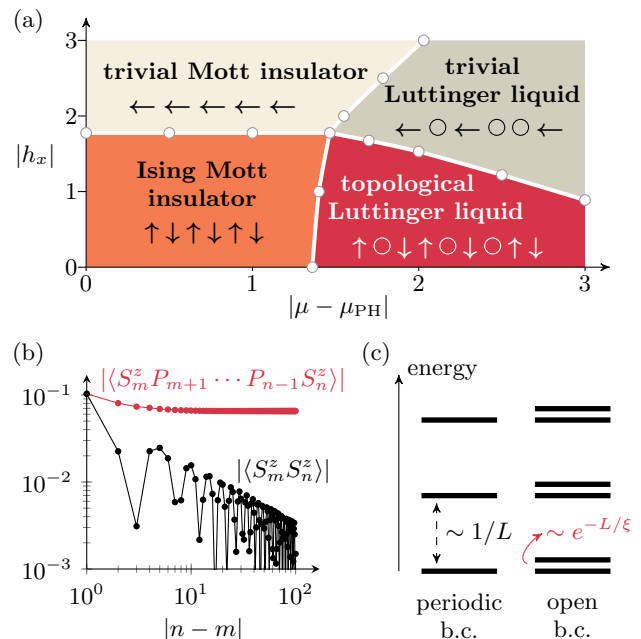 (a)
3
2
1
0
|h_x|
trivial Mott insulator
← ← ← ← ←
trivial
Luttinger liquid
← ○ ← ○ ○ ←
Ising Mott
insulator
↑ ↓ ↑ ↓ ↑ ↓
topological
Luttinger liquid
↑ ○ ↓ ↑ ○ ↓ ○ ↑ ↓
0 1 2 3
|μ − μ_PH|
(b)
|⟨S^z_m P_{m+1} ⋯ P_{n−1} S^z_n⟩|
10^{−1}
|⟨S^z_m S^z_n⟩|
10^{−2}
10^{−3}
10^0 10^1 10^2
|n − m|
(c)
energy
∼ 1/L
∼ e^{−L/ξ}
periodic
b.c.
open
b.c.